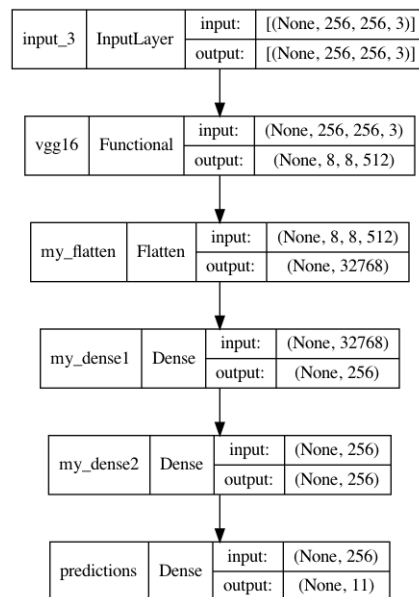 input_3 InputLayer input: [(None, 256, 256, 3)]
output: [(None, 256, 256, 3)]
vgg16 Functional input: (None, 256, 256, 3)
output: (None, 8, 8, 512)
my_flatten Flatten input: (None, 8, 8, 512)
output: (None, 32768)
my_dense1 Dense input: (None, 32768)
output: (None, 256)
my_dense2 Dense input: (None, 256)
output: (None, 256)
predictions Dense input: (None, 256)
output: (None, 11)